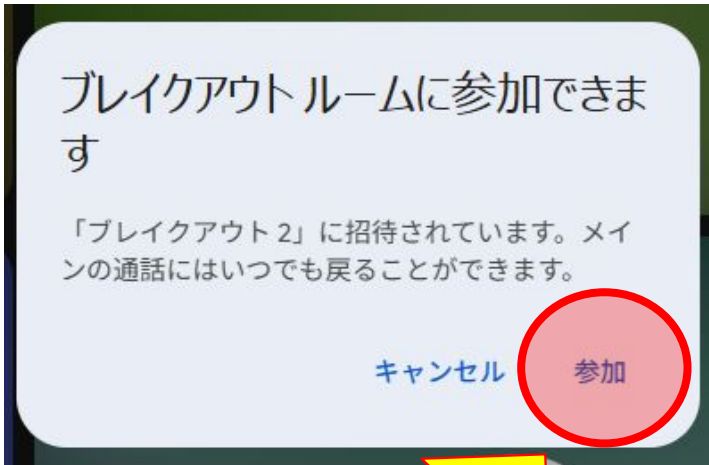 ブレイクアウト ルームに参加できま
す
「ブレイクアウト 2」に招待されています。メイ
ンの通話にはいつでも戻ることができます。
キャンセル 参加